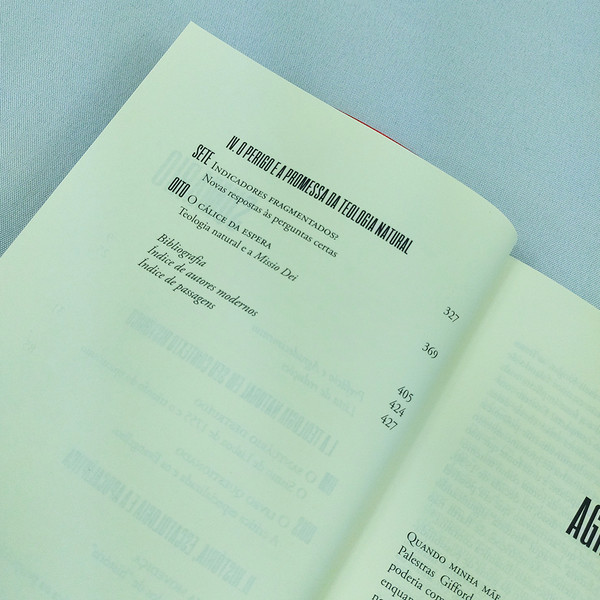 IV. O PERIGO E A PROMESSA DA TEOLOGIA NATURAL
SETE INDICADORES FRAGMENTADOS? 327
Novas respostas às perguntas certas
OITO O CÁLICE DA ESPERA 369
Teologia natural e a Missio Dei
Bibliografia 405
Índice de autores modernos 424
Índice de passagens 427
QUANDO MINHA
Palestras Gifford
poderia